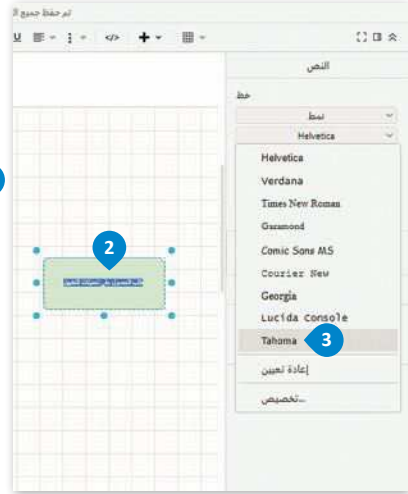 تم حفظ جميع ا
النص
خط
نمط
Helvetica
Helvetica
Verdana
Times New Roman
Garamond
Comic Sans MS
Courier New
Georgia
Lucida Console
Tahoma
3
2
إعادة تعيين
تخصيص...